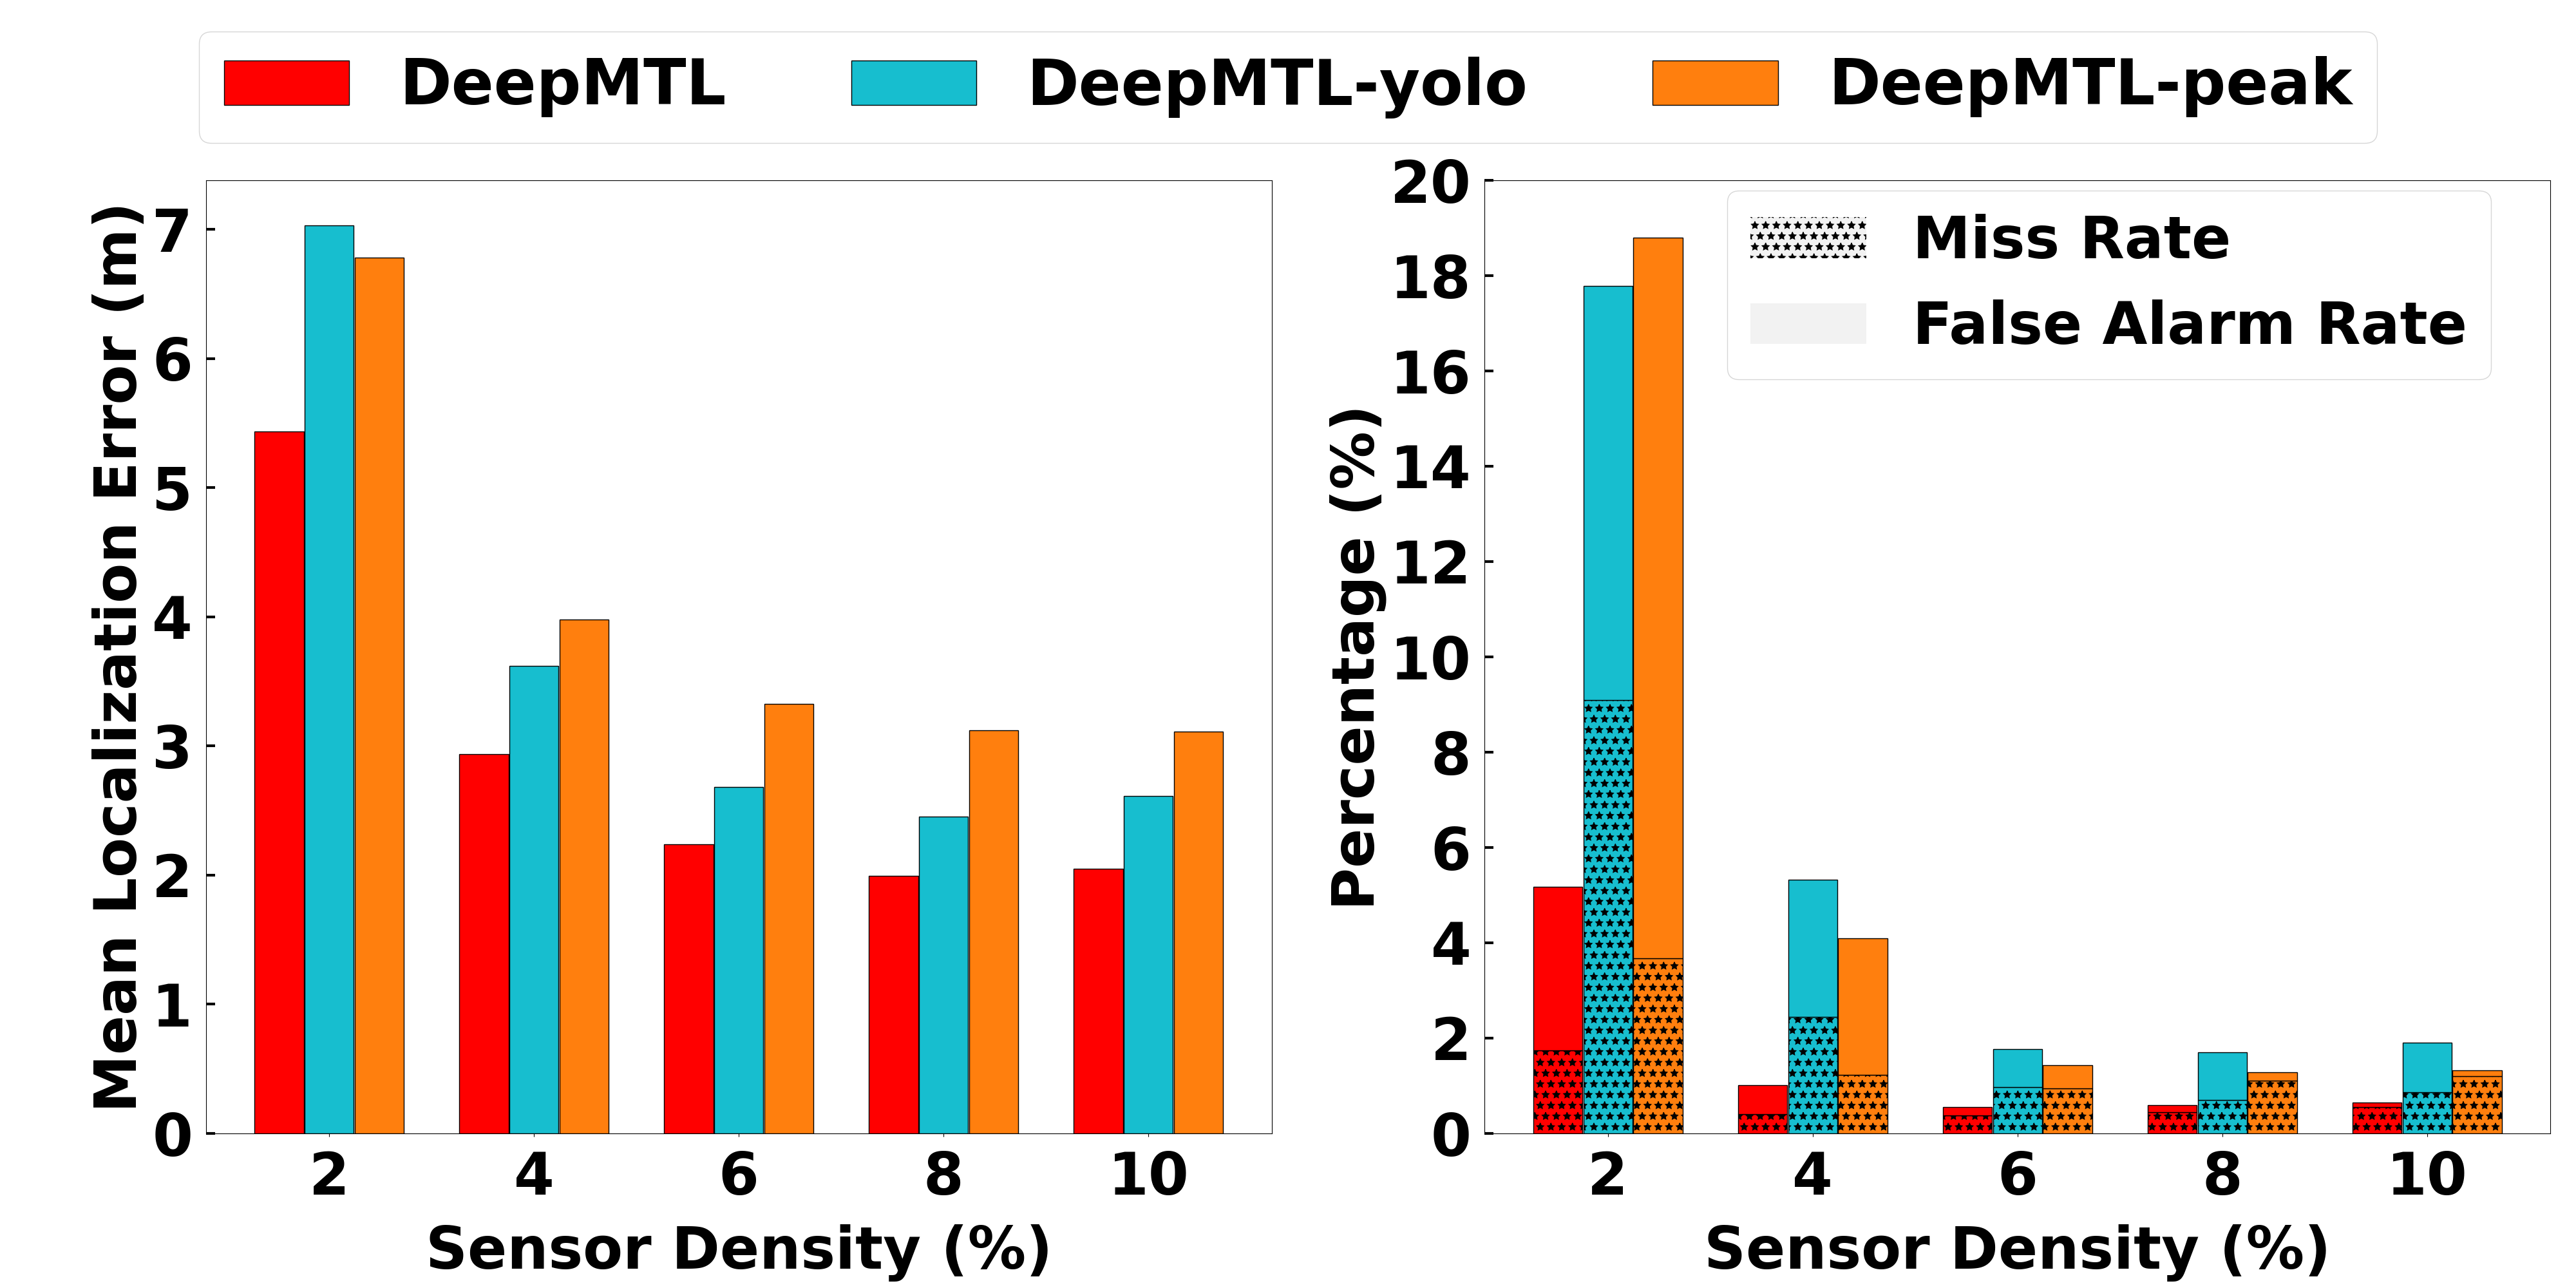 DeepMTL DeepMTL-yolo DeepMTL-peak
Mean Localization Error (m)
7
6
5
4
3
2
1
0
2 4 6 8 10
Sensor Density (%)
Percentage (%)
20
18
16
14
12
10
8
6
4
2
0
Miss Rate
False Alarm Rate
2 4 6 8 10
Sensor Density (%)